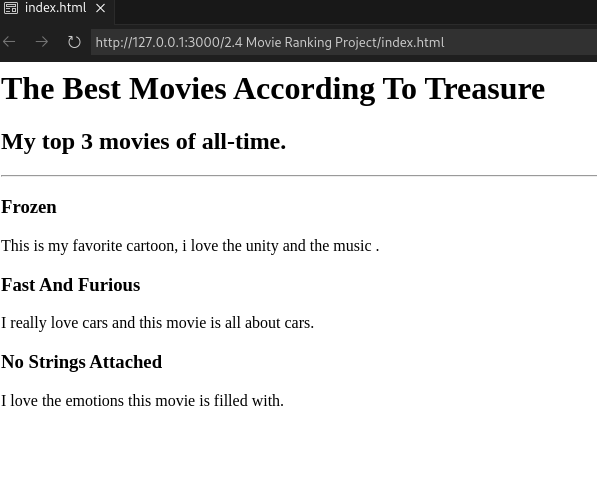 index.html
http://127.0.0.1:3000/2.4 Movie Ranking Project/index.html
The Best Movies According To Treasure
My top 3 movies of all-time.
Frozen
This is my favorite cartoon, i love the unity and the music .
Fast And Furious
I really love cars and this movie is all about cars.
No Strings Attached
I love the emotions this movie is filled with.